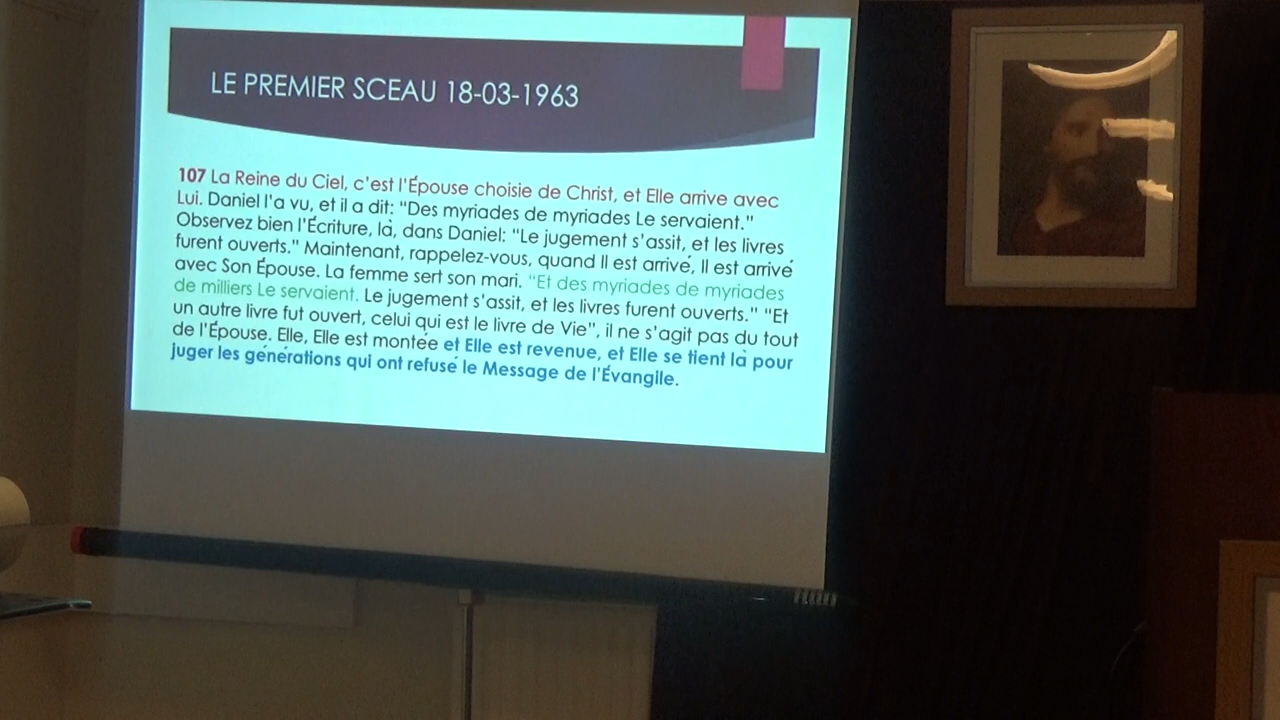 LE PREMIER SCEAU 18-03-1963
107 La Reine du Ciel, c’est l’Épouse choisie de Christ, et Elle arrive avec
Lui. Daniel l’a vu, et il a dit: “Des myriades de myriades Le servaient.”
Observez bien l’Écriture, là, dans Daniel: “Le jugement s’assit, et les livres
furent ouverts.” Maintenant, rappelez-vous, quand Il est arrivé, Il est arrivé
avec Son Épouse. La femme sert son mari. “Et des myriades de myriades
de milliers Le servaient. Le jugement s’assit, et les livres furent ouverts.” “Et
un autre livre fut ouvert, celui qui est le livre de Vie”, il ne s’agit pas du tout
de l’Épouse. Elle, Elle est montée et Elle est revenue, et Elle se tient là pour
juger les générations qui ont refusé le Message de l’Évangile.